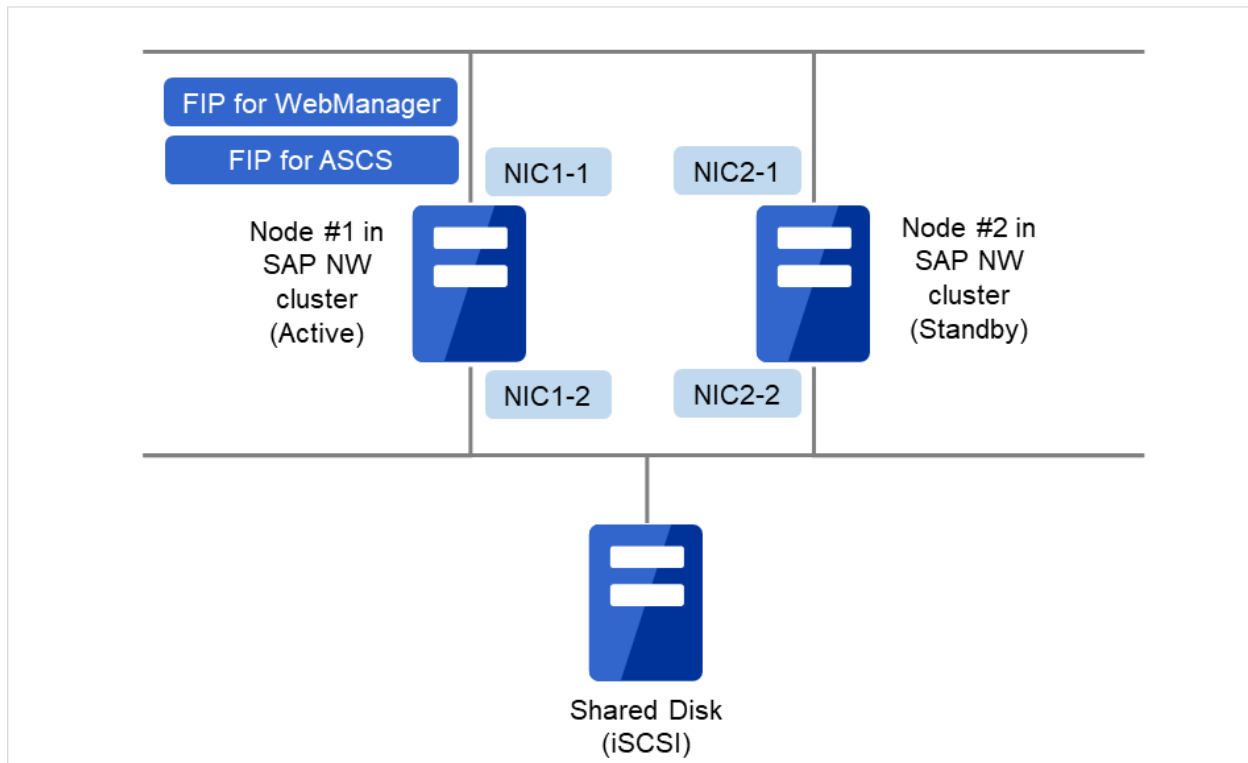 FIP for WebManager
FIP for ASCS
NIC1-1
NIC2-1
Node #1 in
SAP NW
cluster
(Active)
Node #2 in
SAP NW
cluster
(Standby)
NIC1-2
NIC2-2
Shared Disk
(iSCSI)